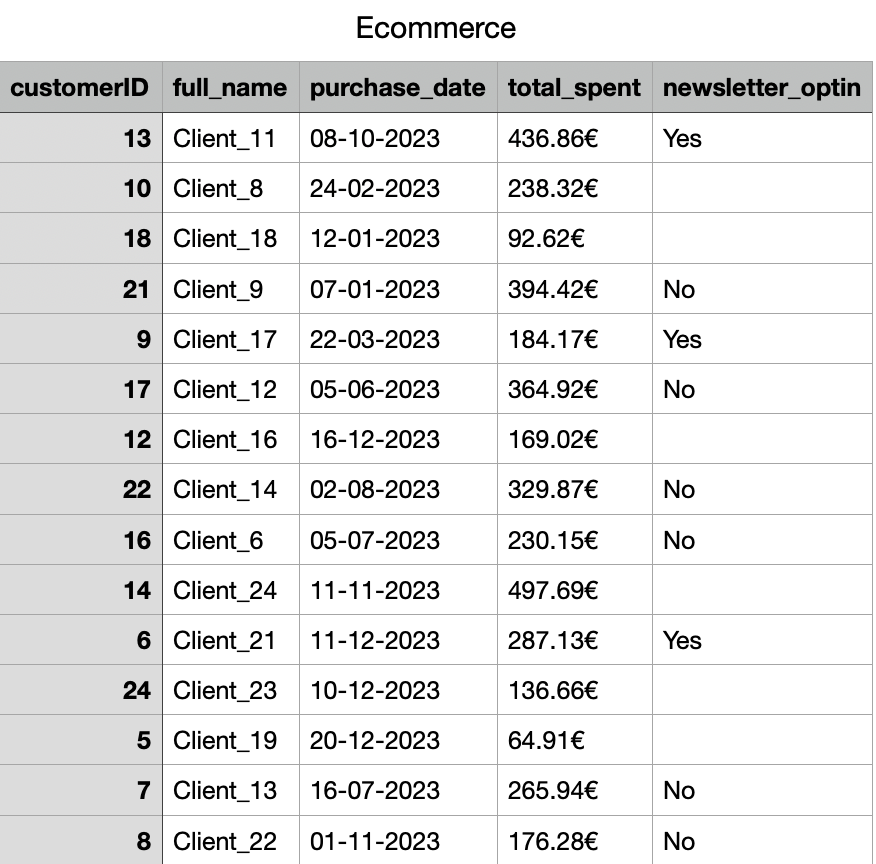 Ecommerce
customerID full_name purchase_date total_spent newsletter_optin
13 Client_11 08-10-2023 436.86€ Yes
10 Client_8 24-02-2023 238.32€
18 Client_18 12-01-2023 92.62€
21 Client_9 07-01-2023 394.42€ No
9 Client_17 22-03-2023 184.17€ Yes
17 Client_12 05-06-2023 364.92€ No
12 Client_16 16-12-2023 169.02€
22 Client_14 02-08-2023 329.87€ No
16 Client_6 05-07-2023 230.15€ No
14 Client_24 11-11-2023 497.69€
6 Client_21 11-12-2023 287.13€ Yes
24 Client_23 10-12-2023 136.66€
5 Client_19 20-12-2023 64.91€
7 Client_13 16-07-2023 265.94€ No
8 Client_22 01-11-2023 176.28€ No